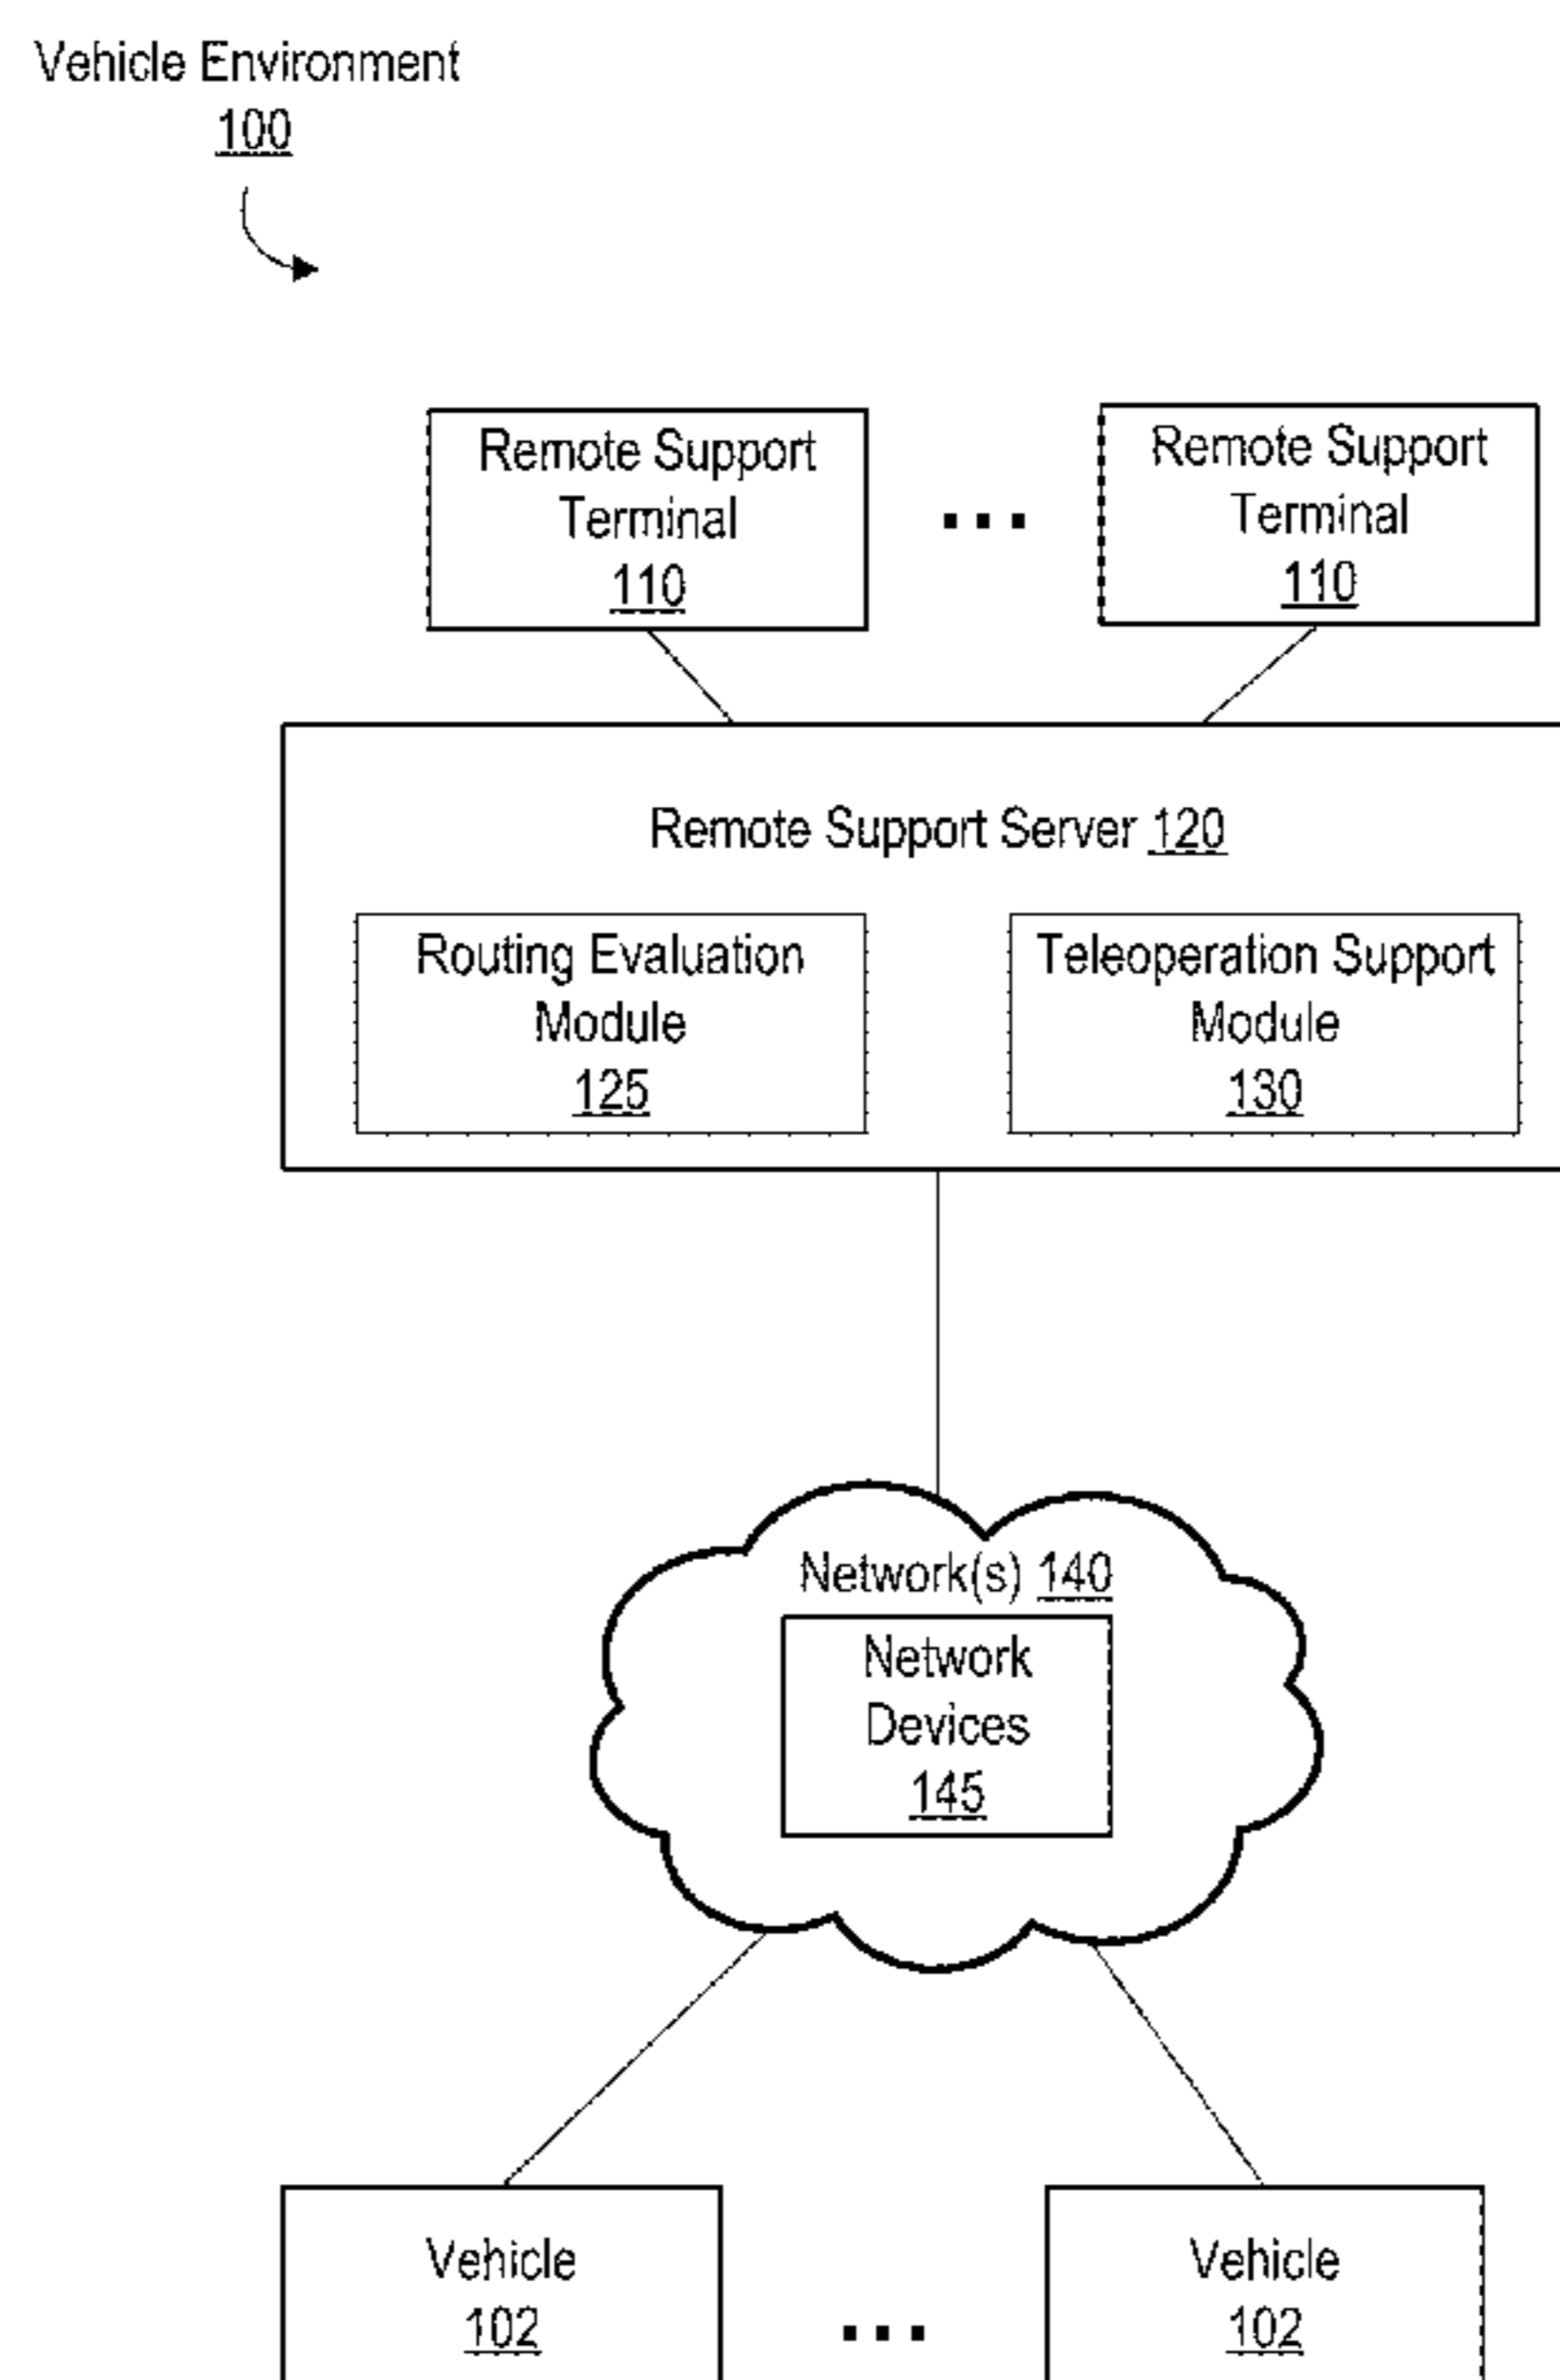 Vehicle Environment
100
Remote Support
Terminal
110
...
Remote Support
Terminal
110
Remote Support Server 120
Routing Evaluation
Module
125
Teleoperation Support
Module
130
Network(s) 140
Network
Devices
145
Vehicle
102
...
Vehicle
102